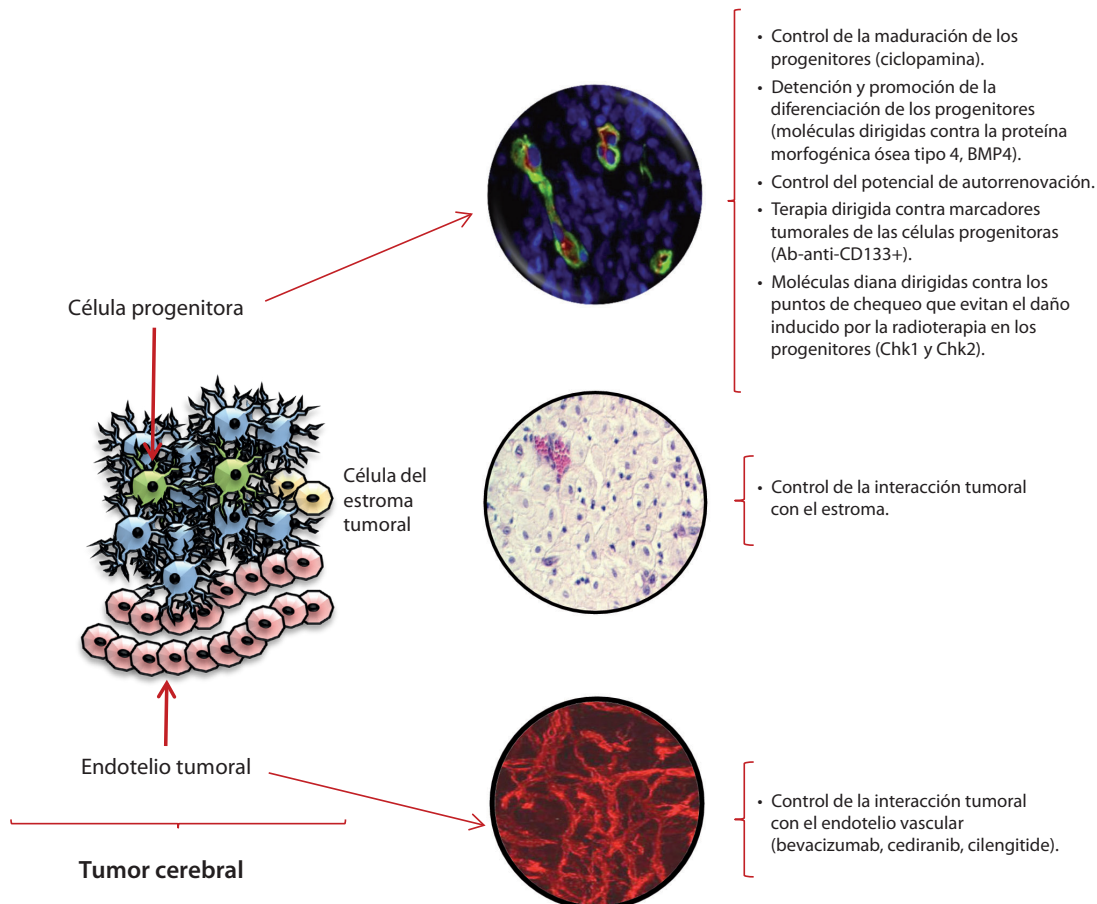 • Control de la maduración de los
progenitores (ciclopamina).
• Detención y promoción de la
diferenciación de los progenitores
(moléculas dirigidas contra la proteína
morfogénica ósea tipo 4, BMP4).
• Control del potencial de autorrenovación.
• Terapia dirigida contra marcadores
tumorales de las células progenitoras
(Ab-anti-CD133+).
• Moléculas diana dirigidas contra los
puntos de chequeo que evitan el daño
inducido por la radioterapia en los
progenitores (Chk1 y Chk2).
Célula progenitora
Célula del
estroma
tumoral
• Control de la interacción tumoral
con el estroma.
Endotelio tumoral
• Control de la interacción tumoral
con el endotelio vascular
(bevacizumab, cediranib, cilengitide).
Tumor cerebral